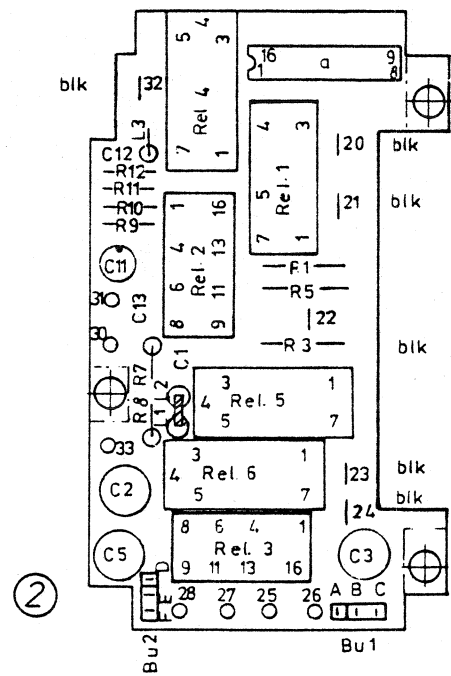 5 4 3
Rel 4
7 1
16 9
a
1 8
blk
32
L3
C12
R12
R11
R10
R9
4 3
Rel.1
5
7 1
20 blk
21 blk
1 16
4 13
Rel.2
6 11
8 9
C11
31
C13
R1
R5
22
30
R3
blk
R7
C1
R8
L2
L1
3 1
4 Rel. 5
5 7
33
3 1
4 Rel. 6
5 7
23 blk
24 blk
C2
8 6 4 1
Rel. 3
9 11 13 16
C5
C3
2
D
E
F
28 27 25 26
A B C
Bu2
Bu1